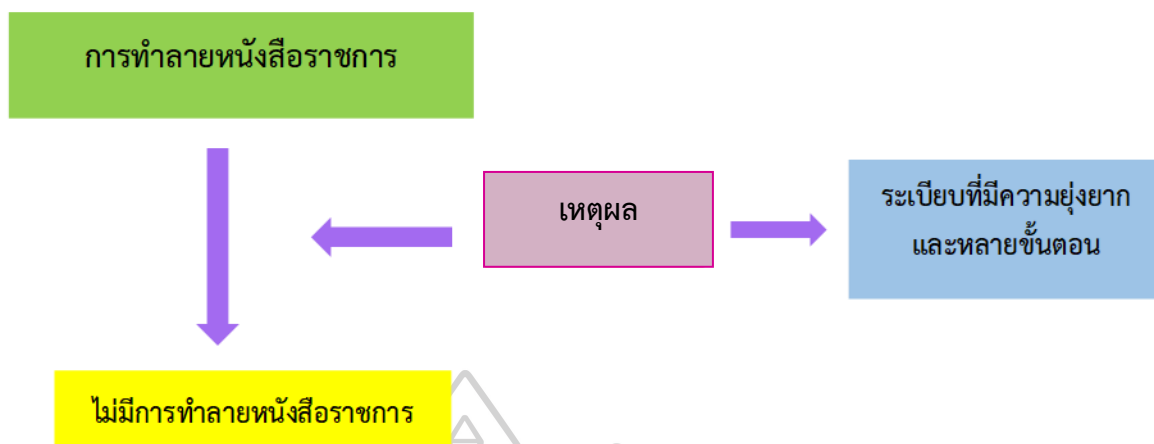 การทำลายหนังสือราชการ
เหตุผล
ระเบียบที่มีความยุ่งยาก
และหลายขั้นตอน
ไม่มีการทำลายหนังสือราชการ